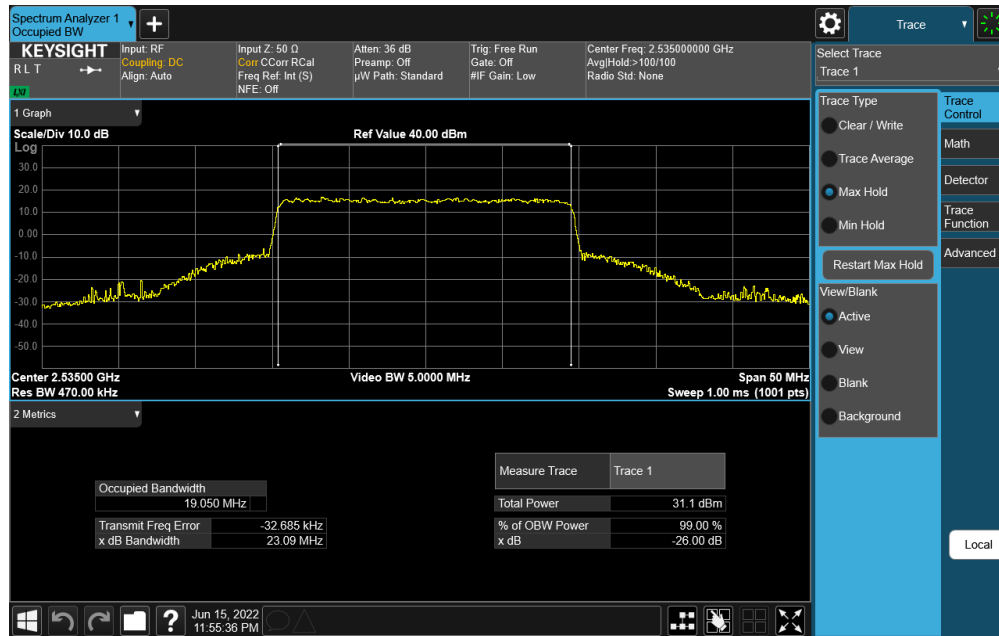 Spectrum Analyzer 1
Occupied BW
+
Trace
KEYSIGHT
R L T
LXI
Input: RF
Coupling: DC
Align: Auto
Input Z: 50 Ω
Corr CCorr RCal
Freq Ref: Int (S)
NFE: Off
Atten: 36 dB
Preamp: Off
µW Path: Standard
Trig: Free Run
Gate: Off
#IF Gain: Low
Center Freq: 2.535000000 GHz
Avg|Hold:>100/100
Radio Std: None
Select Trace
Trace 1
1 Graph
Scale/Div 10.0 dB
Ref Value 40.00 dBm
Log
30.0
20.0
10.0
0.00
-10.0
-20.0
-30.0
-40.0
-50.0
Center 2.53500 GHz
Video BW 5.0000 MHz
Span 50 MHz
Res BW 470.00 kHz
Sweep 1.00 ms (1001 pts)
Trace Type
Clear / Write
Trace Average
Max Hold
Min Hold
Restart Max Hold
View/Blank
Active
View
Blank
Background
Trace
Control
Math
Detector
Trace
Function
Advanced
Local
2 Metrics
Measure Trace Trace 1
Occupied Bandwidth
19.050 MHz
Total Power 31.1 dBm
Transmit Freq Error -32.685 kHz
% of OBW Power 99.00 %
x dB Bandwidth 23.09 MHz
x dB -26.00 dB
?
Jun 15, 2022
11:55:36 PM